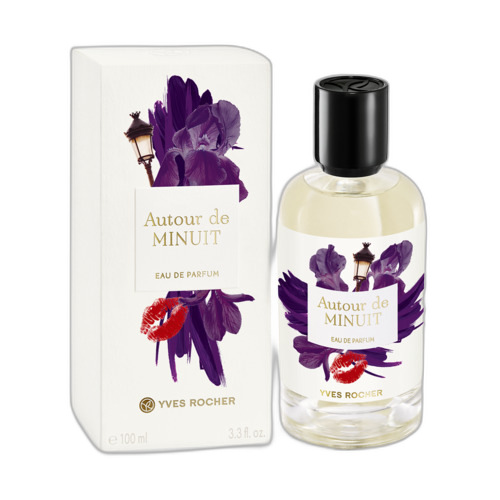 Autour de
MINUIT
EAU DE PARFUM
YVES ROCHER
℮ 100 ml 3.3 fl. oz.
Autour de
MINUIT
EAU DE PARFUM
YVES ROCHER